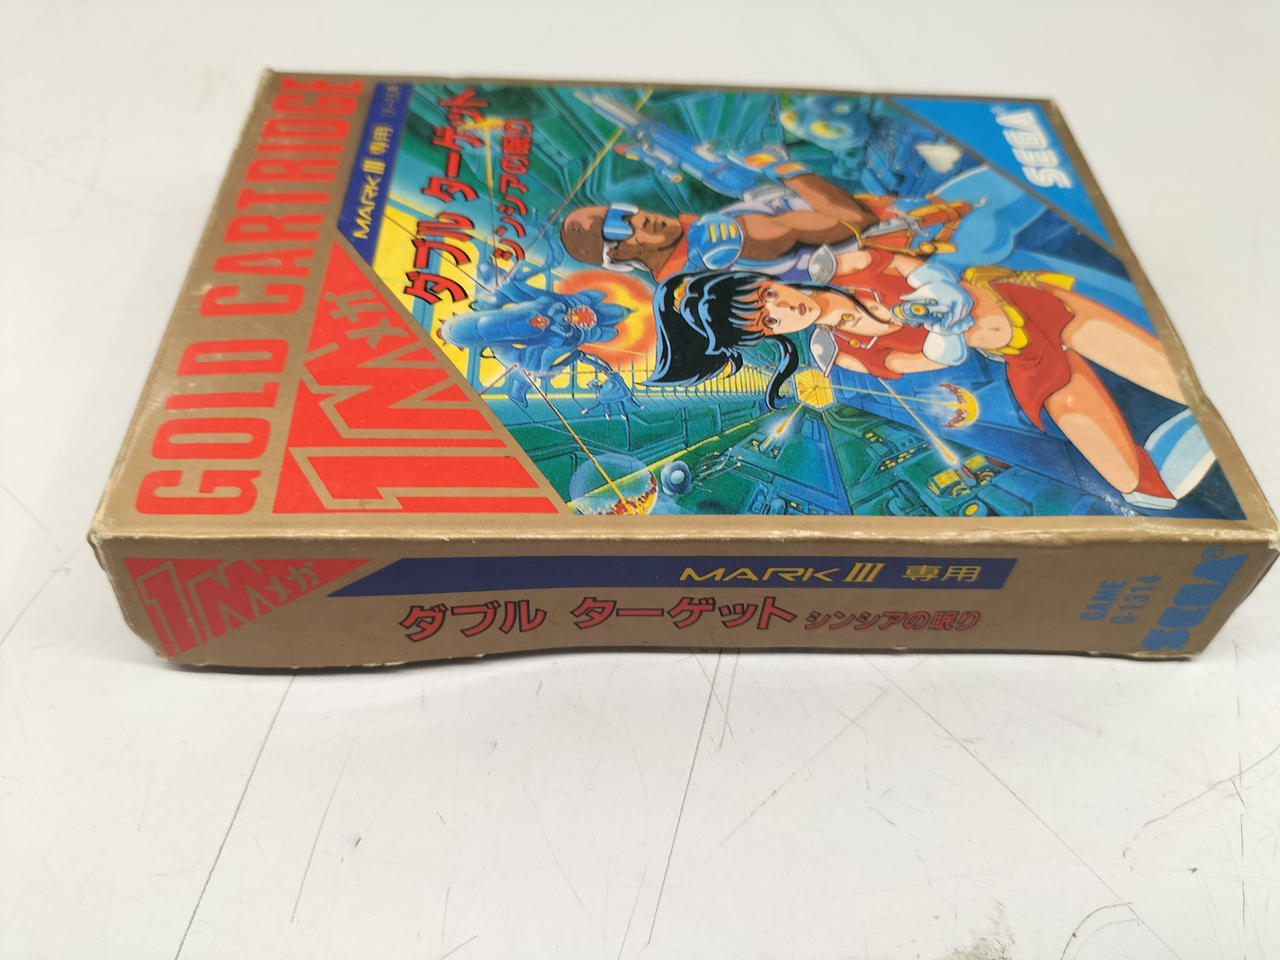 GOLD CARTRIDGE
1Mメガ
MARK III 専用
ダブル ターゲット
シンシアの眠り
SEGA®
1Mメガ
MARK III 専用
ダブル ターゲット シンシアの眠り
GAME
G-1314
SEGA®